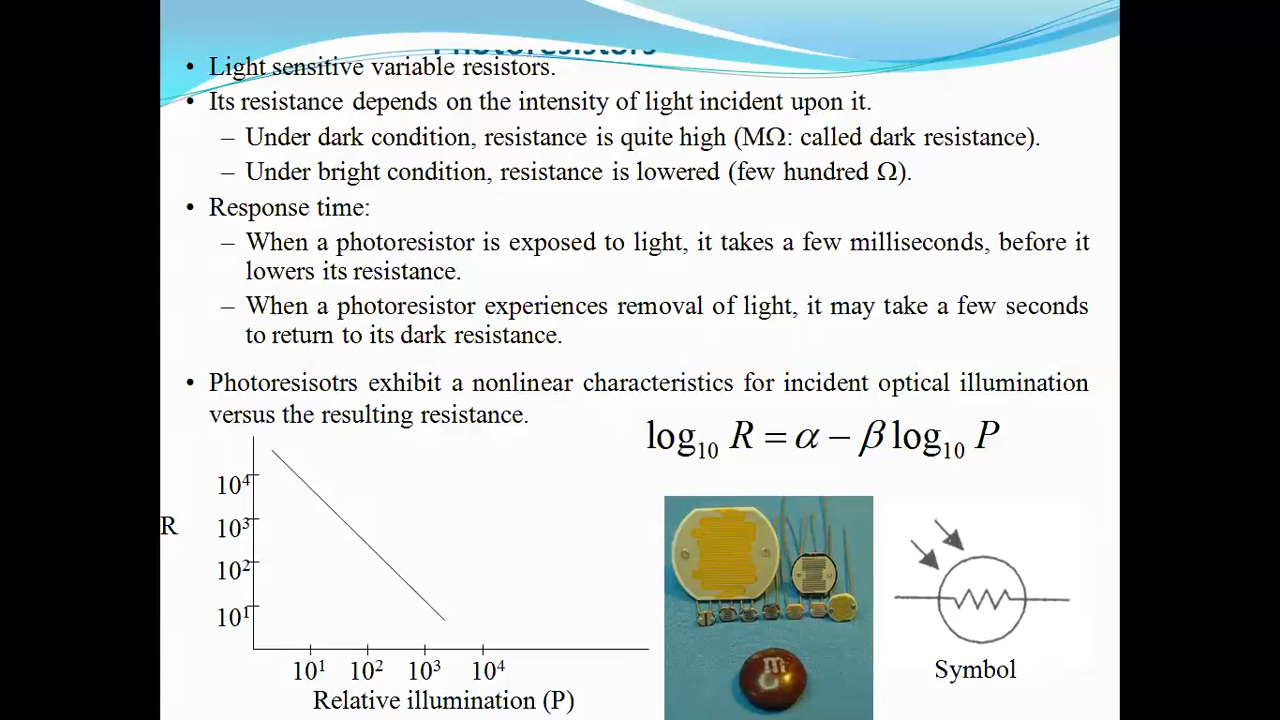 Photoresistors
• Light sensitive variable resistors.
• Its resistance depends on the intensity of light incident upon it.
– Under dark condition, resistance is quite high (MΩ: called dark resistance).
– Under bright condition, resistance is lowered (few hundred Ω).
• Response time:
– When a photoresistor is exposed to light, it takes a few milliseconds, before it
lowers its resistance.
– When a photoresistor experiences removal of light, it may take a few seconds
to return to its dark resistance.
• Photoresisotrs exhibit a nonlinear characteristics for incident optical illumination
versus the resulting resistance.
log₁₀ R = α − β log₁₀ P
10⁴
R
10³
10²
10¹
10¹ 10² 10³ 10⁴
Relative illumination (P)
m
Symbol